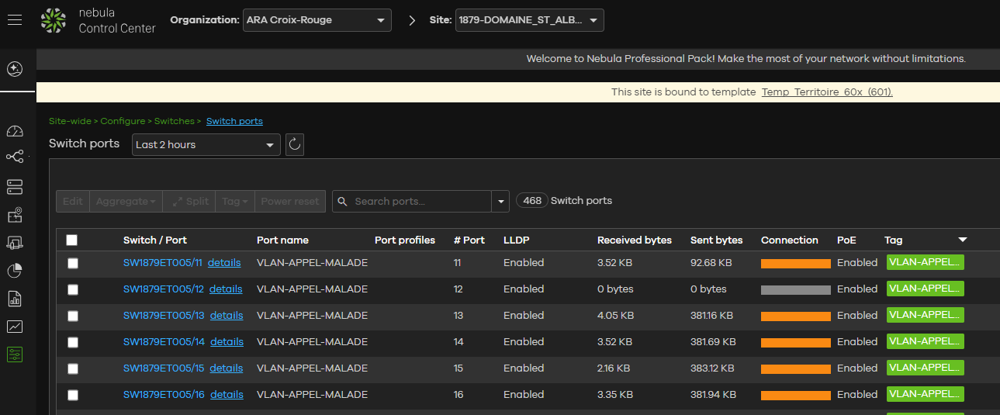 nebula
Control Center
Organization: ARA Croix-Rouge Site: 1879-DOMAINE_ST_ALB...
Welcome to Nebula Professional Pack! Make the most of your network without limitations.
This site is bound to template Temp_Territoire_60x_(601).
Site-wide > Configure > Switches > Switch ports
Switch ports Last 2 hours
Edit Aggregate Split Tag Power reset Search ports... 468 Switch ports
Switch / Port Port name Port profiles # Port LLDP Received bytes Sent bytes Connection PoE Tag
SW1879ET005/11 details VLAN-APPEL-MALADE 11 Enabled 3.52 KB 92.68 KB Enabled VLAN-APPEL...
SW1879ET005/12 details VLAN-APPEL-MALADE 12 Enabled 0 bytes 0 bytes Enabled VLAN-APPEL...
SW1879ET005/13 details VLAN-APPEL-MALADE 13 Enabled 4.05 KB 381.16 KB Enabled VLAN-APPEL...
SW1879ET005/14 details VLAN-APPEL-MALADE 14 Enabled 3.52 KB 381.69 KB Enabled VLAN-APPEL...
SW1879ET005/15 details VLAN-APPEL-MALADE 15 Enabled 2.16 KB 383.12 KB Enabled VLAN-APPEL...
SW1879ET005/16 details VLAN-APPEL-MALADE 16 Enabled 3.35 KB 381.94 KB Enabled VLAN-APPEL...